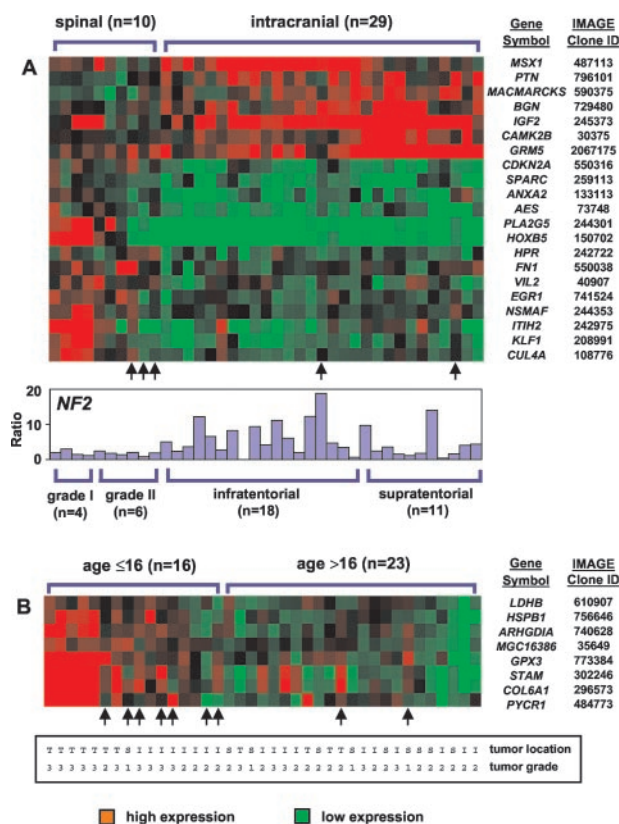 spinal (n=10)
intracranial (n=29)
Gene Symbol
IMAGE Clone ID
A
MSX1 487113
PTN 796101
MACMARCKS 590375
BGN 729480
IGF2 245373
CAMK2B 30375
GRM5 2067175
CDKN2A 550316
SPARC 259113
ANXA2 133113
AES 73748
PLA2G5 244301
HOXB5 150702
HPR 242722
FN1 550038
VIL2 40907
EGR1 741524
NSMAF 244353
ITIH2 242975
KLF1 208991
CUL4A 108776
NF2
Ratio
20
10
0
grade I (n=4)
grade II (n=6)
infratentorial (n=18)
supratentorial (n=11)
age ≤16 (n=16)
age >16 (n=23)
Gene Symbol
IMAGE Clone ID
B
LDHB 610907
HSPB1 756646
ARHGDIA 740628
MGC16386 35649
GPX3 773384
STAM 302246
COL6A1 296573
PYCR1 484773
tumor location
tumor grade
high expression
low expression